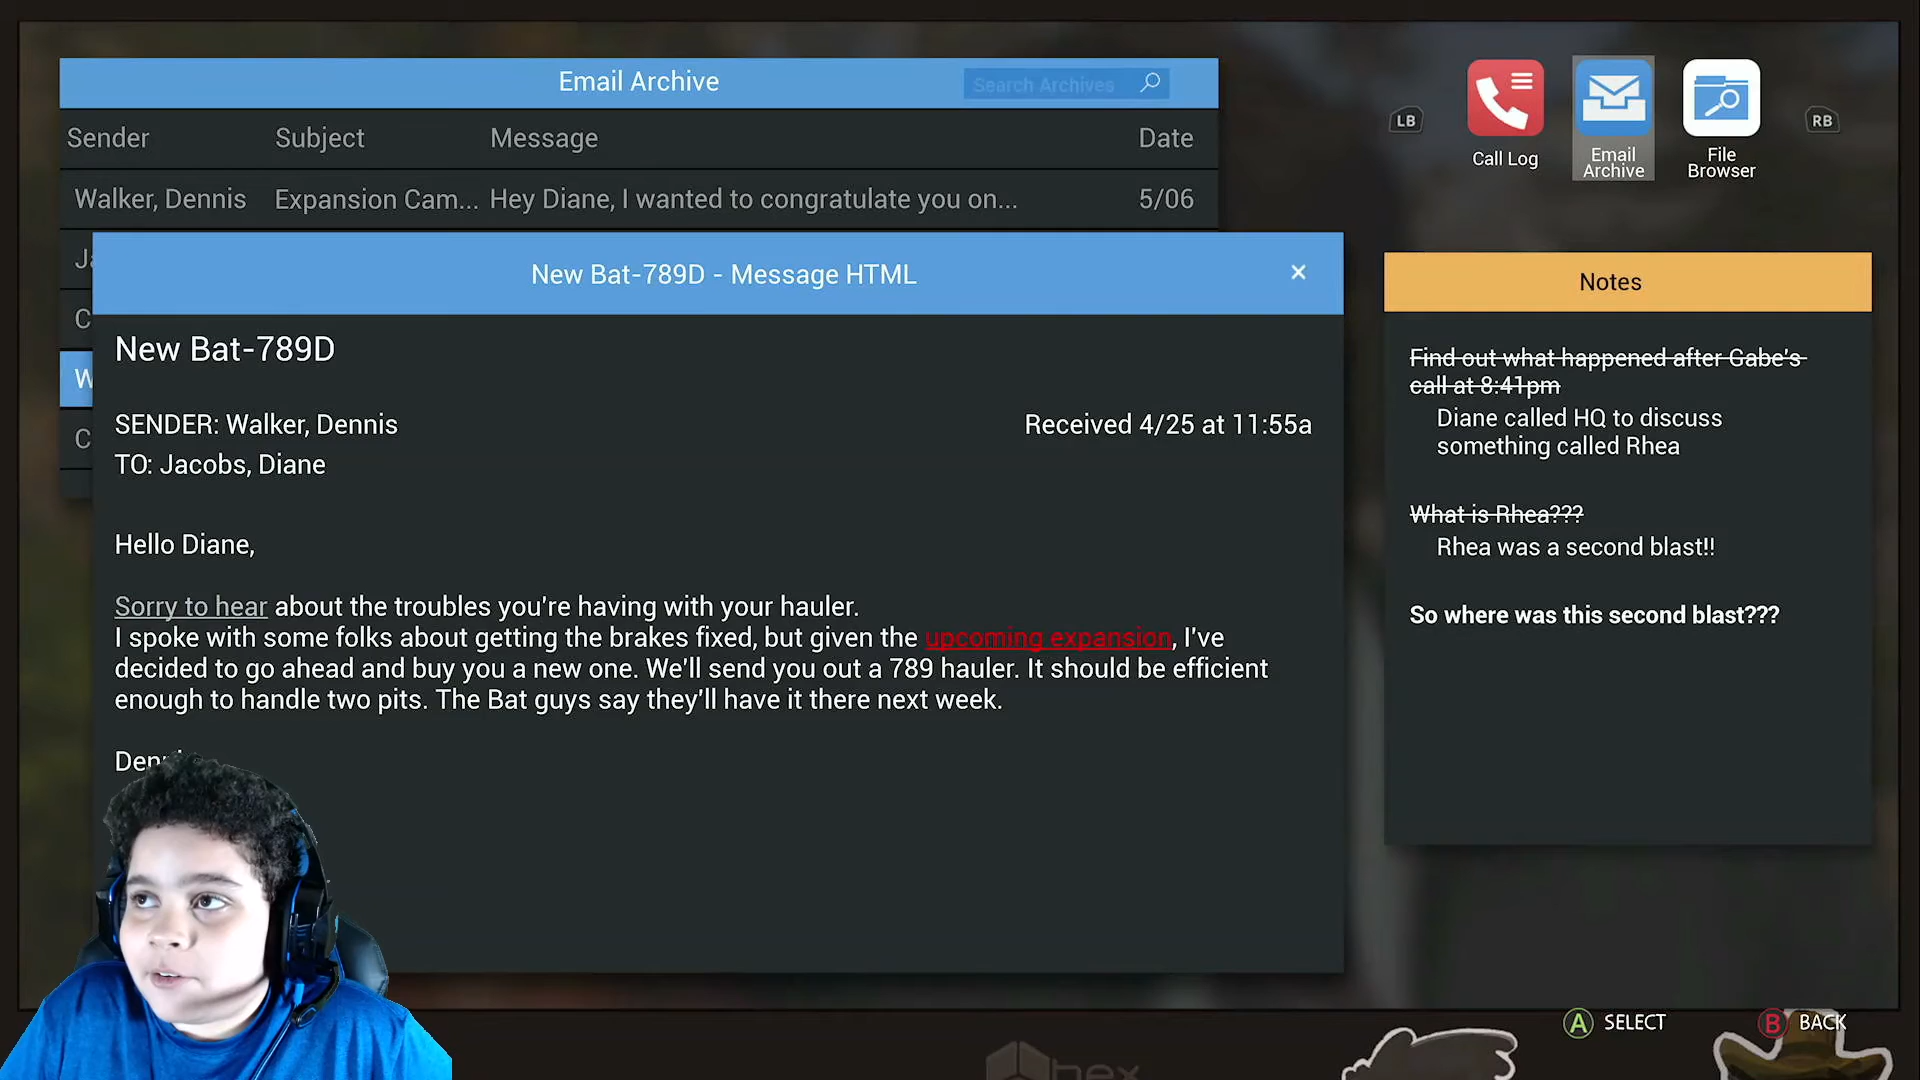 Email Archive
Search Archives
Call Log
Email Archive
File Browser
LB
RB
Sender Subject Message Date
Walker, Dennis Expansion Cam... Hey Diane, I wanted to congratulate you on... 5/06
Ja
C
W
C
New Bat-789D - Message HTML
×
New Bat-789D
SENDER: Walker, Dennis
Received 4/25 at 11:55a
TO: Jacobs, Diane
Hello Diane,
Sorry to hear about the troubles you're having with your hauler.
I spoke with some folks about getting the brakes fixed, but given the upcoming expansion, I've
decided to go ahead and buy you a new one. We'll send you out a 789 hauler. It should be efficient
enough to handle two pits. The Bat guys say they'll have it there next week.
Notes
Find out what happened after Gabe's
call at 8:41pm
Diane called HQ to discuss
something called Rhea
What is Rhea???
Rhea was a second blast!!
So where was this second blast???
A SELECT
B BACK
hex